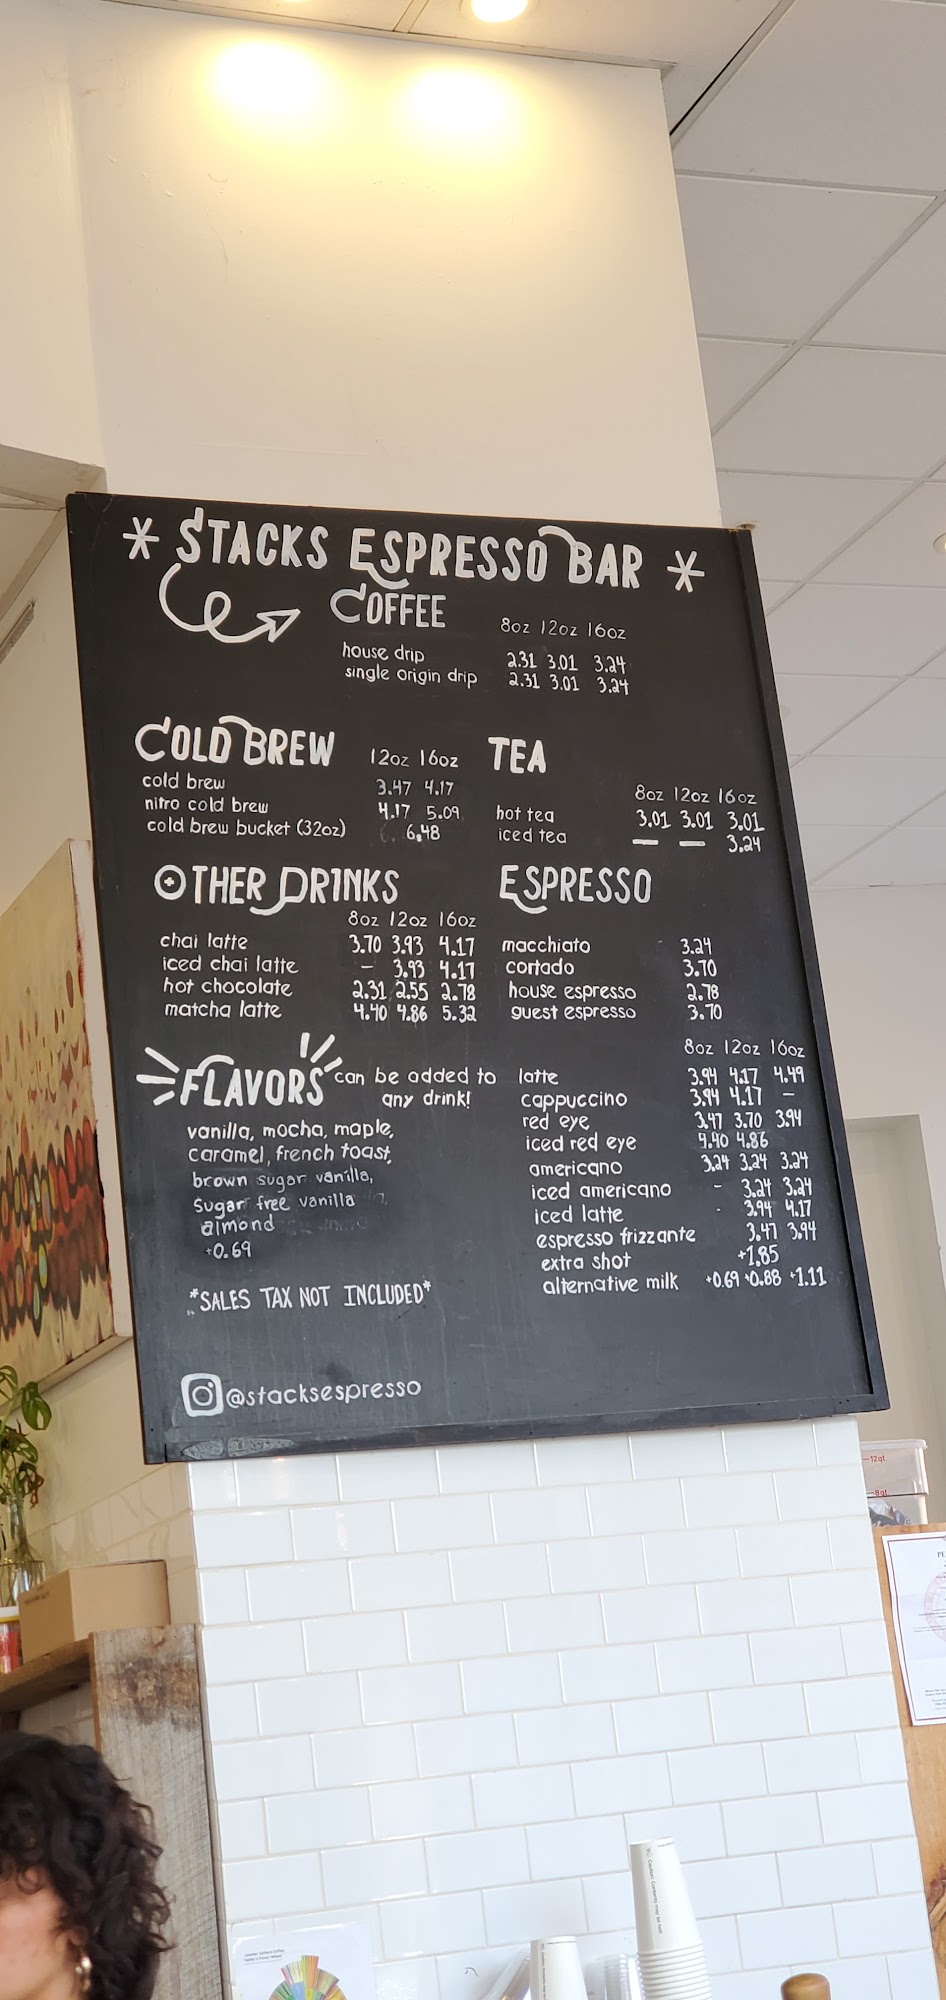 * STACKS ESPRESSO BAR *
COFFEE
8oz 12oz 16oz
house drip 2.31 3.01 3.24
single origin drip 2.31 3.01 3.24
COLD BREW 12oz 16oz
cold brew 3.47 4.17
nitro cold brew 4.17 5.09
cold brew bucket (32oz) 6.48
TEA
8oz 12oz 16oz
hot tea 3.01 3.01 3.01
iced tea — — 3.24
OTHER DRINKS
8oz 12oz 16oz
chai latte 3.70 3.93 4.17
iced chai latte - 3.93 4.17
hot chocolate 2.31 2.55 2.78
matcha latte 4.40 4.86 5.32
ESPRESSO
macchiato 3.24
cortado 3.70
house espresso 2.78
guest espresso 3.70
8oz 12oz 16oz
latte 3.94 4.17 4.49
cappuccino 3.94 4.17 -
red eye 3.47 3.70 3.94
iced red eye 4.40 4.86
americano 3.24 3.24 3.24
iced americano - 3.24 3.24
iced latte - 3.94 4.17
espresso frizzante 3.47 3.94
extra shot +1.85
alternative milk +0.69 +0.88 +1.11
FLAVORS can be added to
any drink!
vanilla, mocha, maple,
caramel, french toast,
brown sugar vanilla,
sugar free vanilla
almond
+0.69
*SALES TAX NOT INCLUDED*
@stacksespresso
12qt
8qt